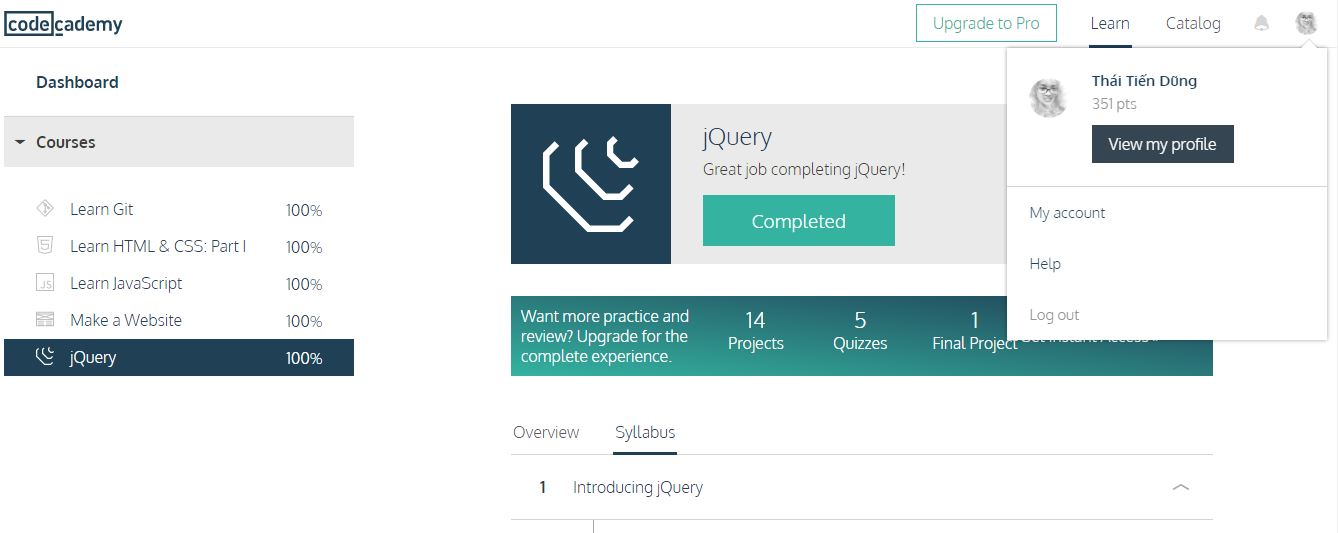 codecademy
Upgrade to Pro
Learn
Catalog
Dashboard
Courses
Learn Git 100%
Learn HTML & CSS: Part I 100%
JS Learn JavaScript 100%
Make a Website 100%
jQuery 100%
jQuery
Great job completing jQuery!
Completed
Thái Tiến Dũng
351 pts
View my profile
My account
Help
Log out
Want more practice and
review? Upgrade for the
complete experience.
14
Projects
5
Quizzes
1
Final Project
Get Instant Access »
Overview
Syllabus
1 Introducing jQuery